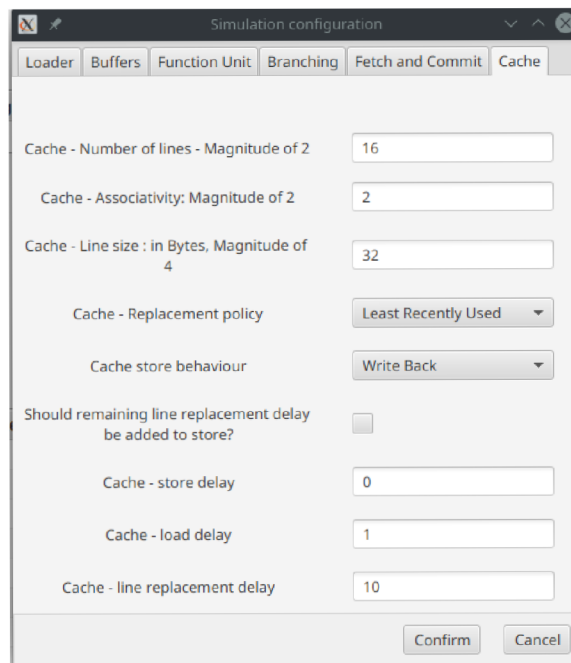 Simulation configuration
Loader Buffers Function Unit Branching Fetch and Commit Cache
Cache - Number of lines - Magnitude of 2 16
Cache - Associativity: Magnitude of 2 2
Cache - Line size : in Bytes, Magnitude of
4 32
Cache - Replacement policy Least Recently Used
Cache store behaviour Write Back
Should remaining line replacement delay
be added to store?
Cache - store delay 0
Cache - load delay 1
Cache - line replacement delay 10
Confirm Cancel